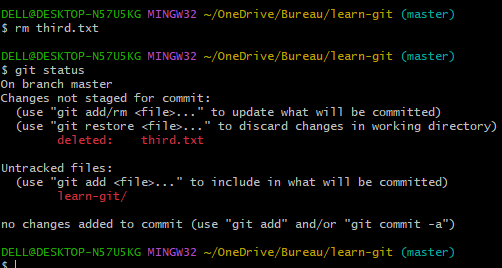 DELL@DESKTOP-N57U5KG MINGW32 ~/OneDrive/Bureau/learn-git (master)
$ rm third.txt

DELL@DESKTOP-N57U5KG MINGW32 ~/OneDrive/Bureau/learn-git (master)
$ git status
On branch master
Changes not staged for commit:
  (use "git add/rm <file>..." to update what will be committed)
  (use "git restore <file>..." to discard changes in working directory)
        deleted:    third.txt

Untracked files:
  (use "git add <file>..." to include in what will be committed)
        learn-git/

no changes added to commit (use "git add" and/or "git commit -a")

DELL@DESKTOP-N57U5KG MINGW32 ~/OneDrive/Bureau/learn-git (master)
$